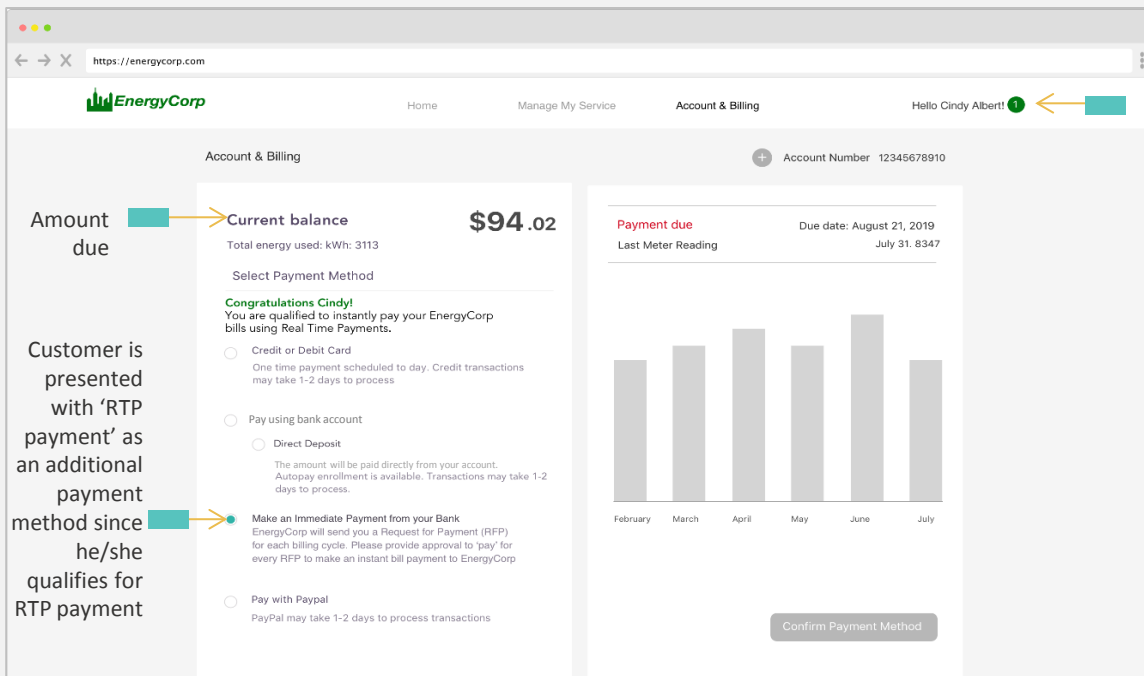 https://energycorp.com
EnergyCorp
Home
Manage My Service
Account & Billing
Hello Cindy Albert! 1
Account & Billing
+ Account Number 12345678910
Amount
due
Current balance
$94.02
Total energy used: kWh: 3113
Select Payment Method
Congratulations Cindy!
You are qualified to instantly pay your EnergyCorp
bills using Real Time Payments.
Customer is
presented
with ‘RTP
payment’ as
an additional
payment
method since
he/she
qualifies for
RTP payment
Credit or Debit Card
One time payment scheduled to day. Credit transactions
may take 1-2 days to process
Pay using bank account
Direct Deposit
The amount will be paid directly from your account.
Autopay enrollment is available. Transactions may take 1-2
days to process.
Make an Immediate Payment from your Bank
EnergyCorp will send you a Request for Payment (RFP)
for each billing cycle. Please provide approval to ‘pay’ for
every RFP to make an instant bill payment to EnergyCorp
Pay with Paypal
PayPal may take 1-2 days to process transactions
Payment due
Due date: August 21, 2019
Last Meter Reading
July 31. 8347
February March April May June July
Confirm Payment Method